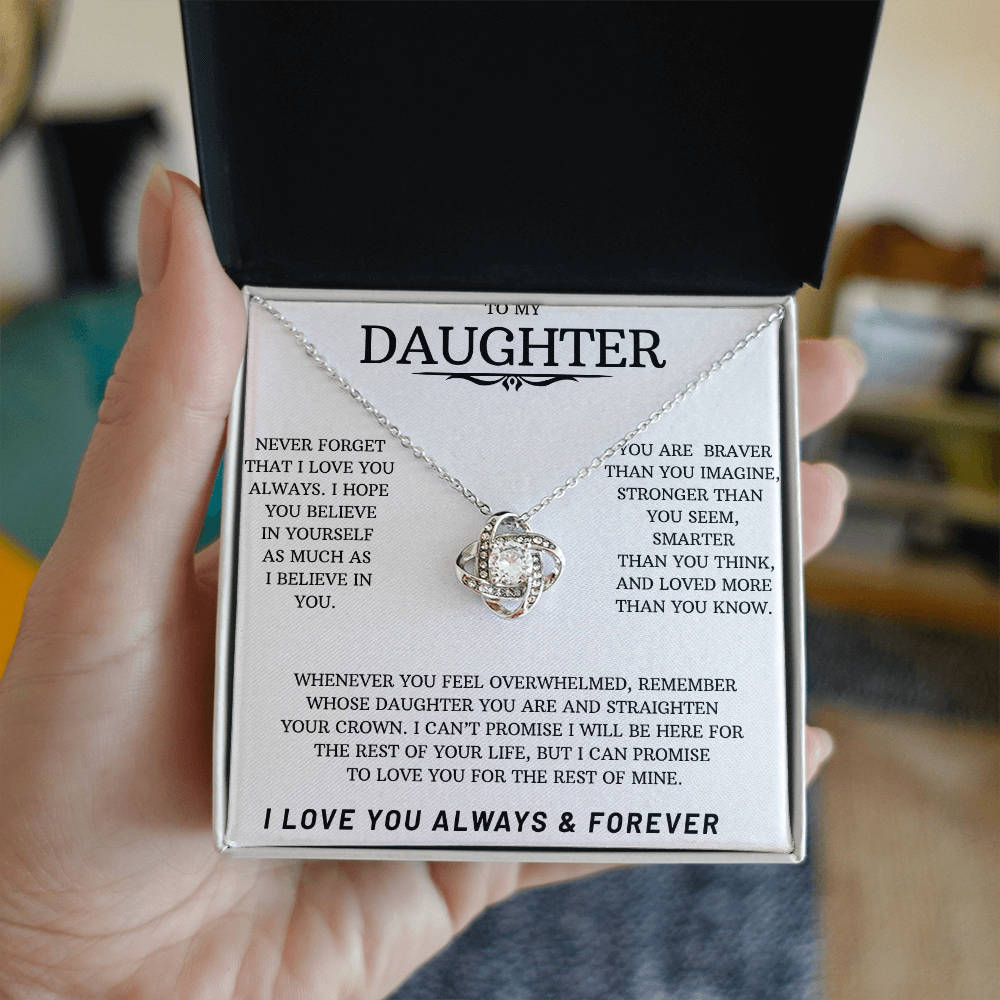 TO MY
DAUGHTER
NEVER FORGET
THAT I LOVE YOU
ALWAYS. I HOPE
YOU BELIEVE
IN YOURSELF
AS MUCH AS
I BELIEVE IN
YOU.
YOU ARE BRAVER
THAN YOU IMAGINE,
STRONGER THAN
YOU SEEM,
SMARTER
THAN YOU THINK,
AND LOVED MORE
THAN YOU KNOW.
WHENEVER YOU FEEL OVERWHELMED, REMEMBER
WHOSE DAUGHTER YOU ARE AND STRAIGHTEN
YOUR CROWN. I CAN'T PROMISE I WILL BE HERE FOR
THE REST OF YOUR LIFE, BUT I CAN PROMISE
TO LOVE YOU FOR THE REST OF MINE.
I LOVE YOU ALWAYS & FOREVER